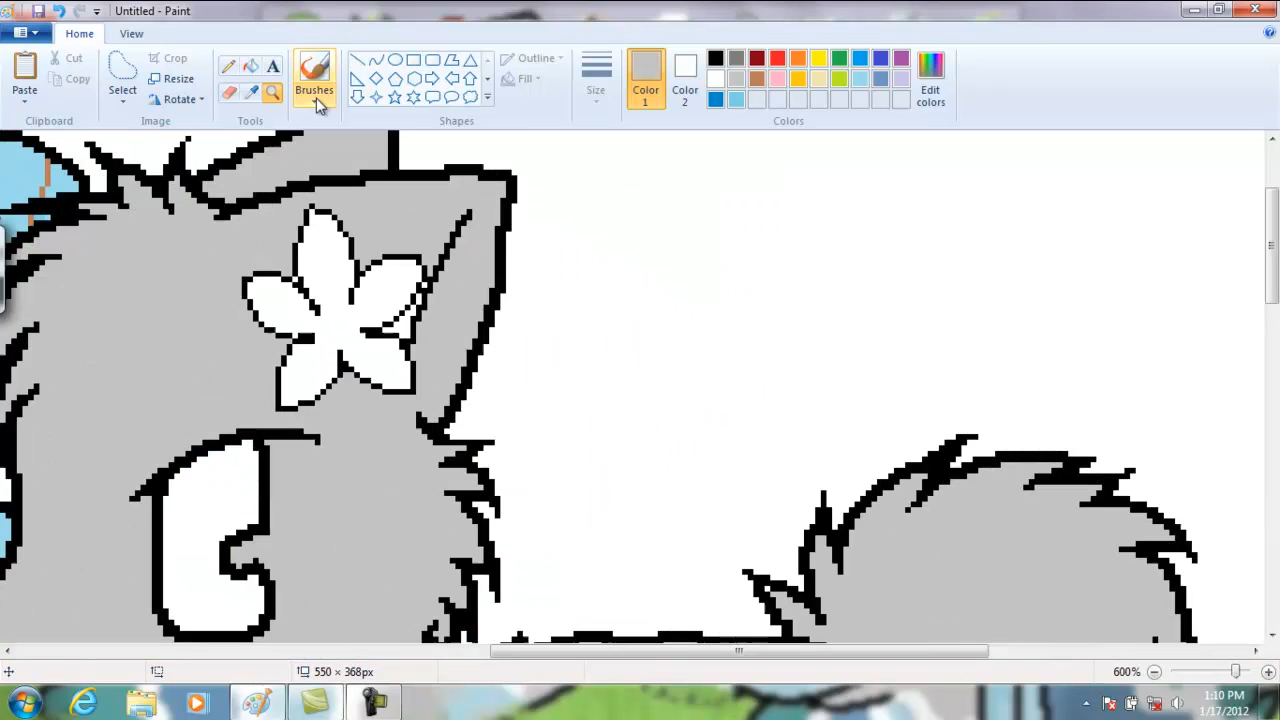 Untitled - Paint
Home View
Paste Cut Copy
Clipboard
Select Crop Resize Rotate
Image
A
Tools
Brushes
Shapes
Outline
Fill
Size
Color 1
Color 2
Colors
Edit colors
550 × 368px
600%
1:10 PM
1/17/2012